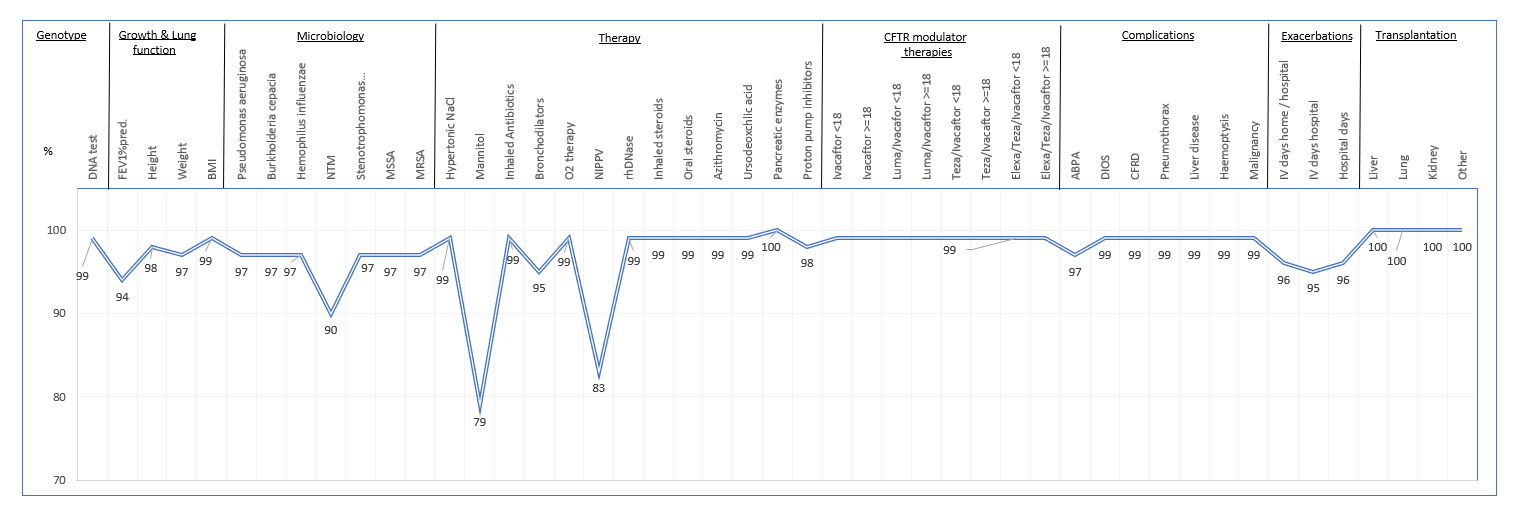 Genotype
Growth & Lung
function
Microbiology
Therapy
CFTR modulator
therapies
Complications
Exacerbations
Transplantation
%
DNA test
FEV1%pred.
Height
Weight
BMI
Pseudomonas aeruginosa
Burkholderia cepacia
Hemophilus influenzae
NTM
Stenotrophomonas...
MSSA
MRSA
Hypertonic NaCl
Mannitol
Inhaled Antibiotics
Bronchodilators
O2 therapy
NIPPV
rhDNase
Inhaled steroids
Oral steroids
Azithromycin
Ursodeoxchlic acid
Pancreatic enzymes
Proton pump inhibitors
Ivacaftor <18
Ivacaftor >=18
Luma/Ivacafor <18
Luma/Ivacaftor >=18
Teza/Ivacaftor <18
Teza/Ivacaftor >=18
Elexa/Teza/Ivacaftor <18
Elexa/Teza/Ivacaftor >=18
ABPA
DIOS
CFRD
Pneumothorax
Liver disease
Haemoptysis
Malignancy
IV days home / hospital
IV days hospital
Hospital days
Liver
Lung
Kidney
Other
100
90
80
70
99
94
98
97
99
97
97
97
90
97
97
97
99
79
99
95
99
83
99
99
99
99
99
100
98
99
97
99
99
99
99
99
99
96
95
96
100
100
100
100